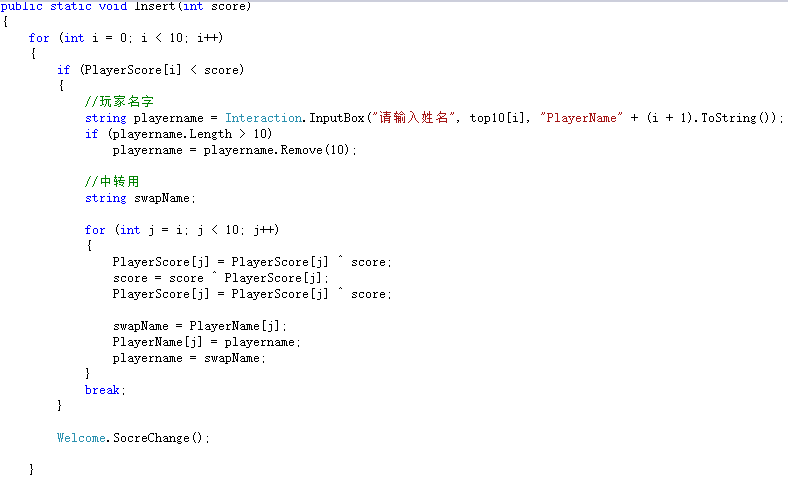 public static void Insert(int score)
{
for (int i = 0; i < 10; i++)
{
if (PlayerScore[i] < score)
{
//玩家名字
string playername = Interaction.InputBox("请输入姓名", top10[i], "PlayerName" + (i + 1).ToString());
if (playername.Length > 10)
playername = playername.Remove(10);
//中转用
string swapName;
for (int j = i; j < 10; j++)
{
PlayerScore[j] = PlayerScore[j] ^ score;
score = score ^ PlayerScore[j];
PlayerScore[j] = PlayerScore[j] ^ score;
swapName = PlayerName[j];
PlayerName[j] = playername;
playername = swapName;
}
break;
}
Welcome.SocreChange();
}